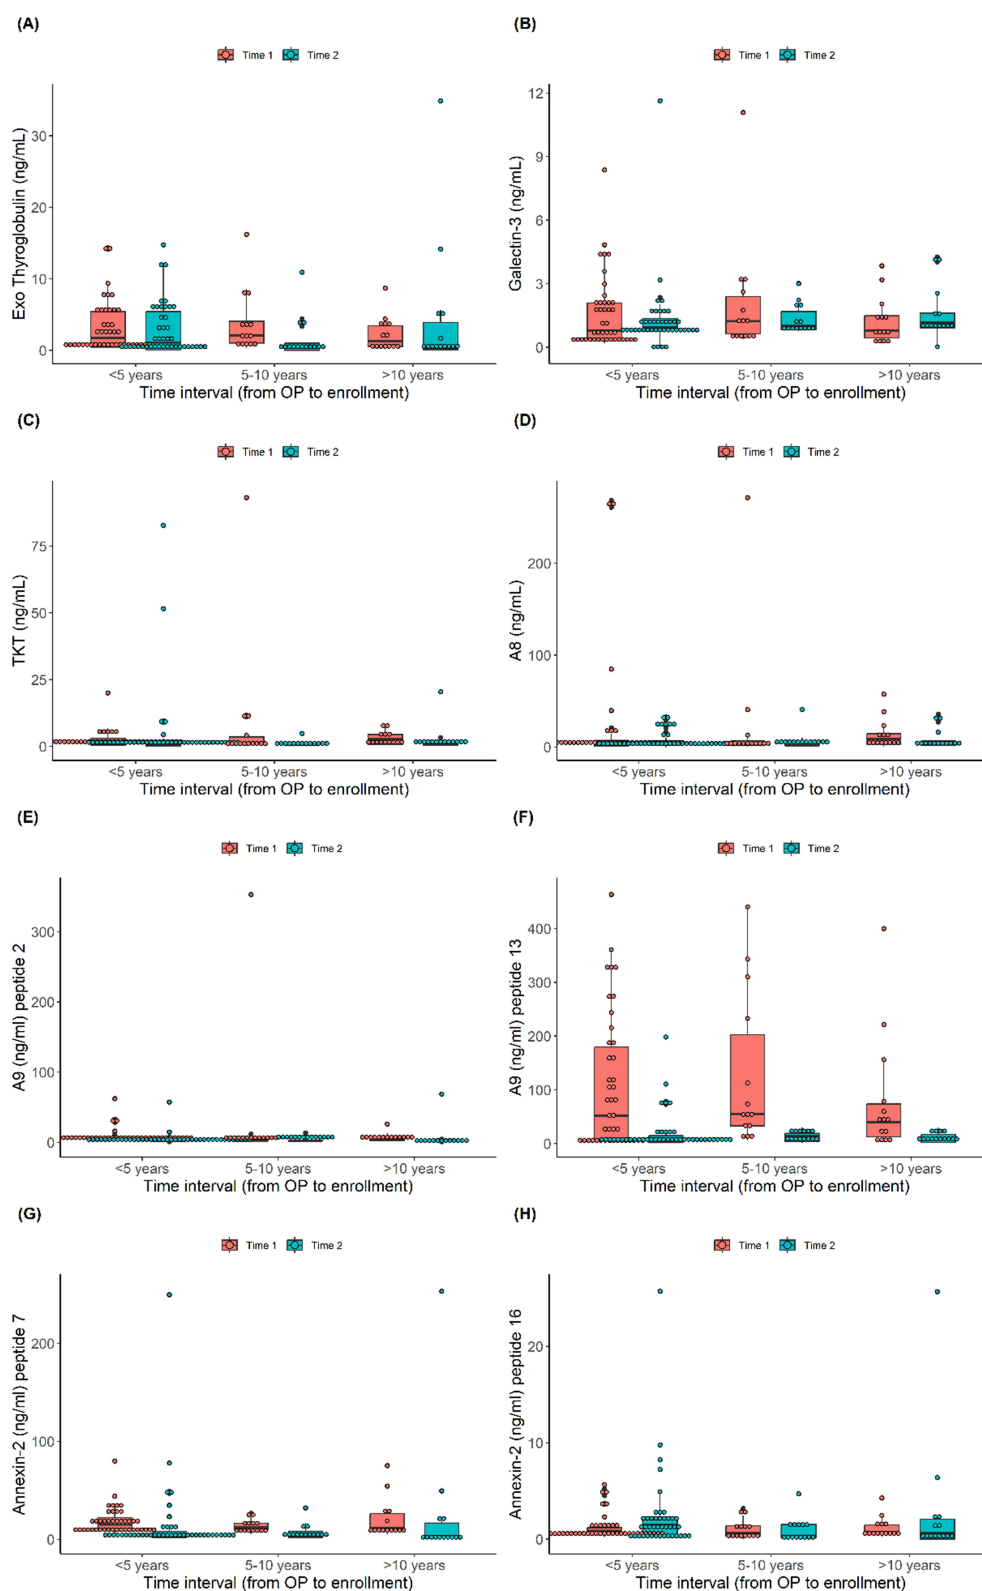 (A)
Time 1 Time 2
Exo Thyroglobulin (ng/mL)
30
20
10
0
<5 years 5-10 years >10 years
Time interval (from OP to enrollment)
(B)
Time 1 Time 2
Galectin-3 (ng/mL)
12
9
6
3
0
<5 years 5-10 years >10 years
Time interval (from OP to enrollment)
(C)
Time 1 Time 2
TKT (ng/mL)
75
50
25
0
<5 years 5-10 years >10 years
Time interval (from OP to enrollment)
(D)
Time 1 Time 2
A8 (ng/mL)
200
100
0
<5 years 5-10 years >10 years
Time interval (from OP to enrollment)
(E)
Time 1 Time 2
A9 (ng/ml) peptide 2
300
200
100
0
<5 years 5-10 years >10 years
Time interval (from OP to enrollment)
(F)
Time 1 Time 2
A9 (ng/ml) peptide 13
400
300
200
100
0
<5 years 5-10 years >10 years
Time interval (from OP to enrollment)
(G)
Time 1 Time 2
Annexin-2 (ng/ml) peptide 7
200
100
0
<5 years 5-10 years >10 years
Time interval (from OP to enrollment)
(H)
Time 1 Time 2
Annexin-2 (ng/ml) peptide 16
20
10
0
<5 years 5-10 years >10 years
Time interval (from OP to enrollment)